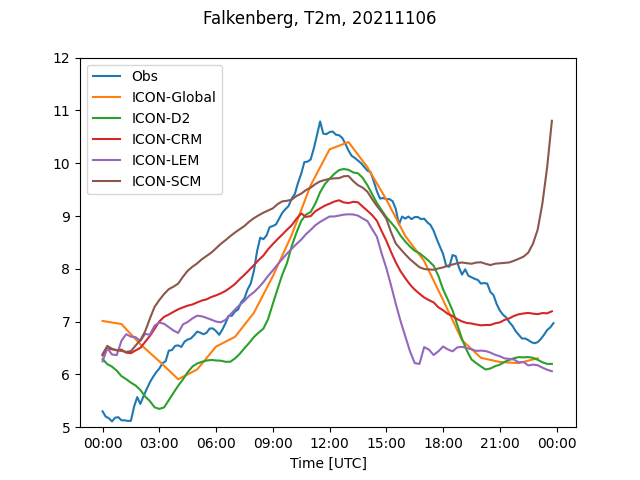 Falkenberg, T2m, 20211106
12
11
10
9
8
7
6
5
Obs
ICON-Global
ICON-D2
ICON-CRM
ICON-LEM
ICON-SCM
00:00 03:00 06:00 09:00 12:00 15:00 18:00 21:00 00:00
Time [UTC]